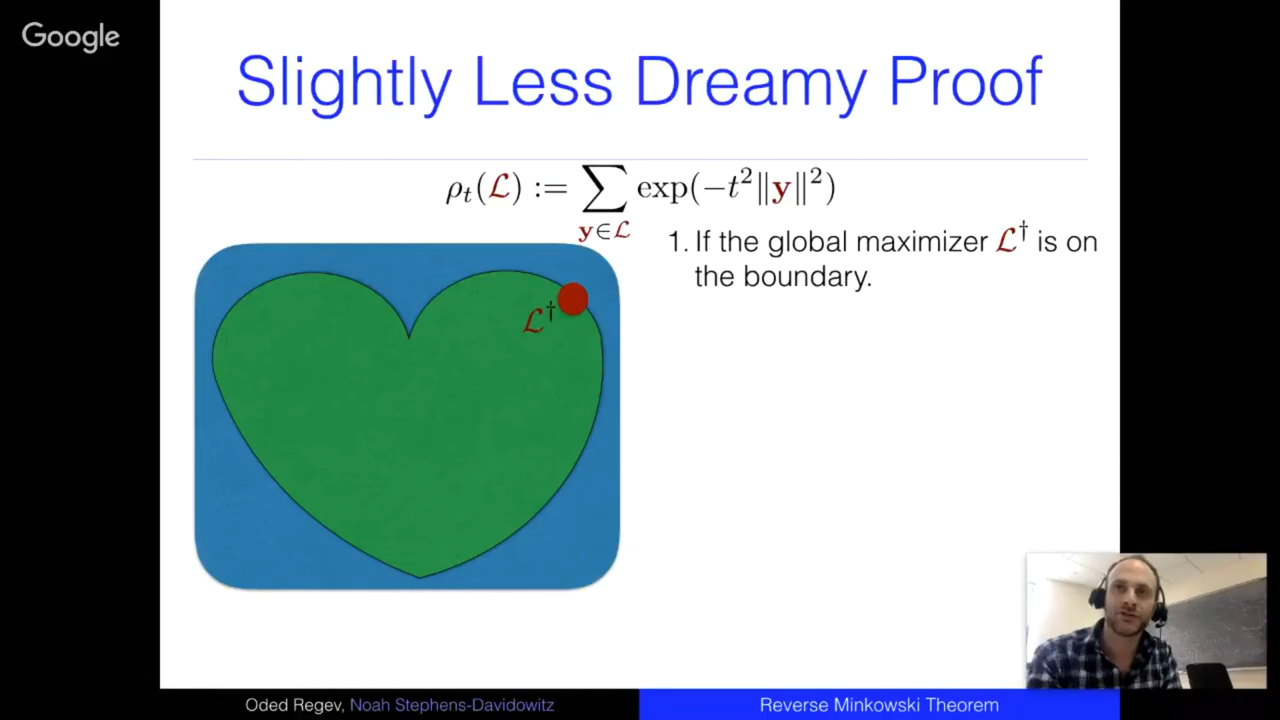 Google
Slightly Less Dreamy Proof
ρₜ(ℒ) := ∑_{y∈ℒ} exp(−t²‖y‖²)
1. If the global maximizer ℒ† is on
the boundary.
ℒ†
Oded Regev, Noah Stephens-Davidowitz
Reverse Minkowski Theorem